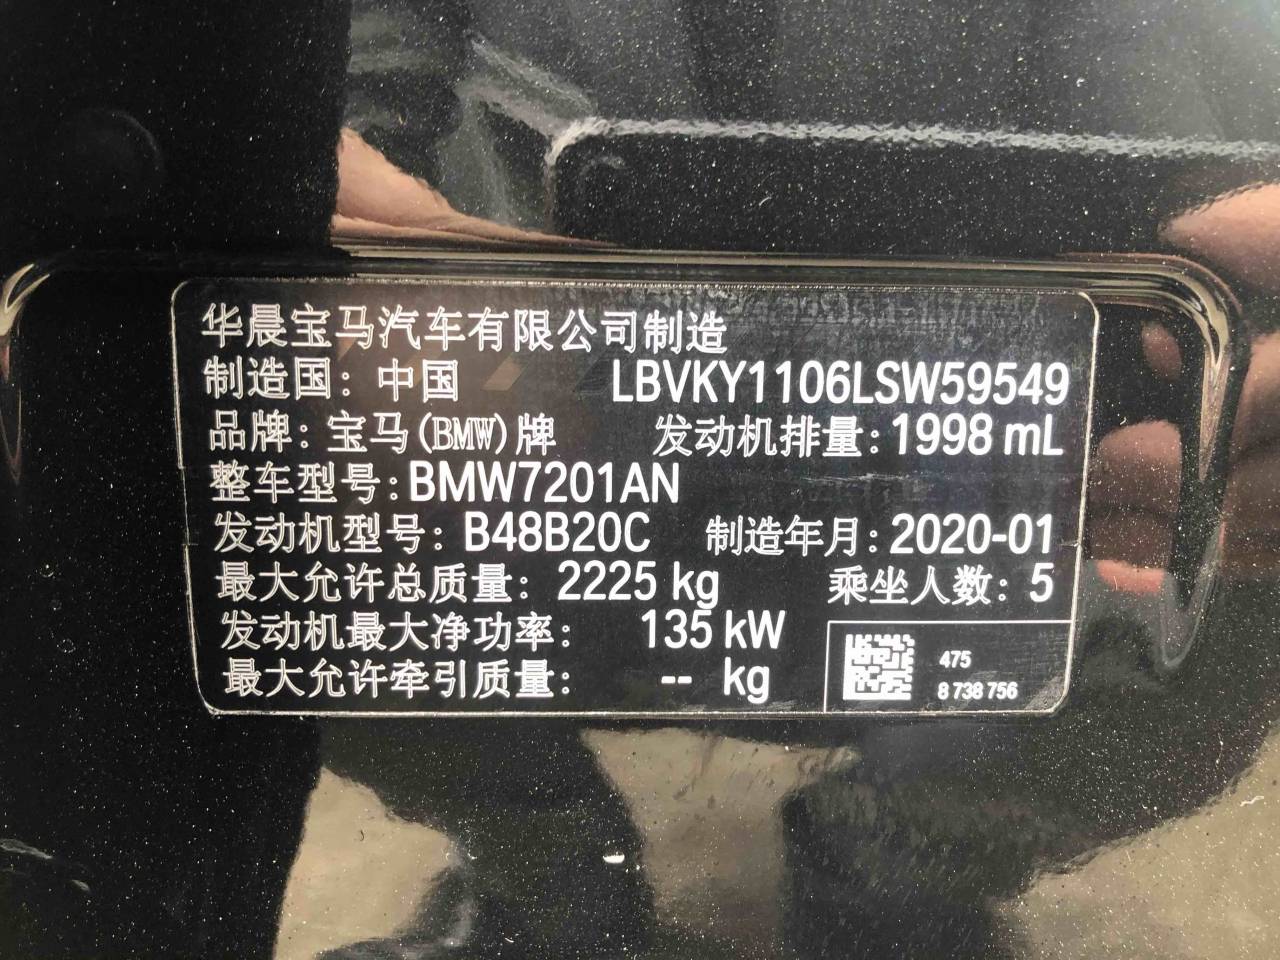 华晨宝马汽车有限公司制造
制造国：中国 LBVKY1106LSW59549
品牌：宝马(BMW)牌 发动机排量：1998 mL
整车型号：BMW7201AN
发动机型号：B48B20C 制造年月：2020-01
最大允许总质量：2225 kg 乘坐人数：5
发动机最大净功率：135 kW
最大允许牵引质量：-- kg
475
8 738 756